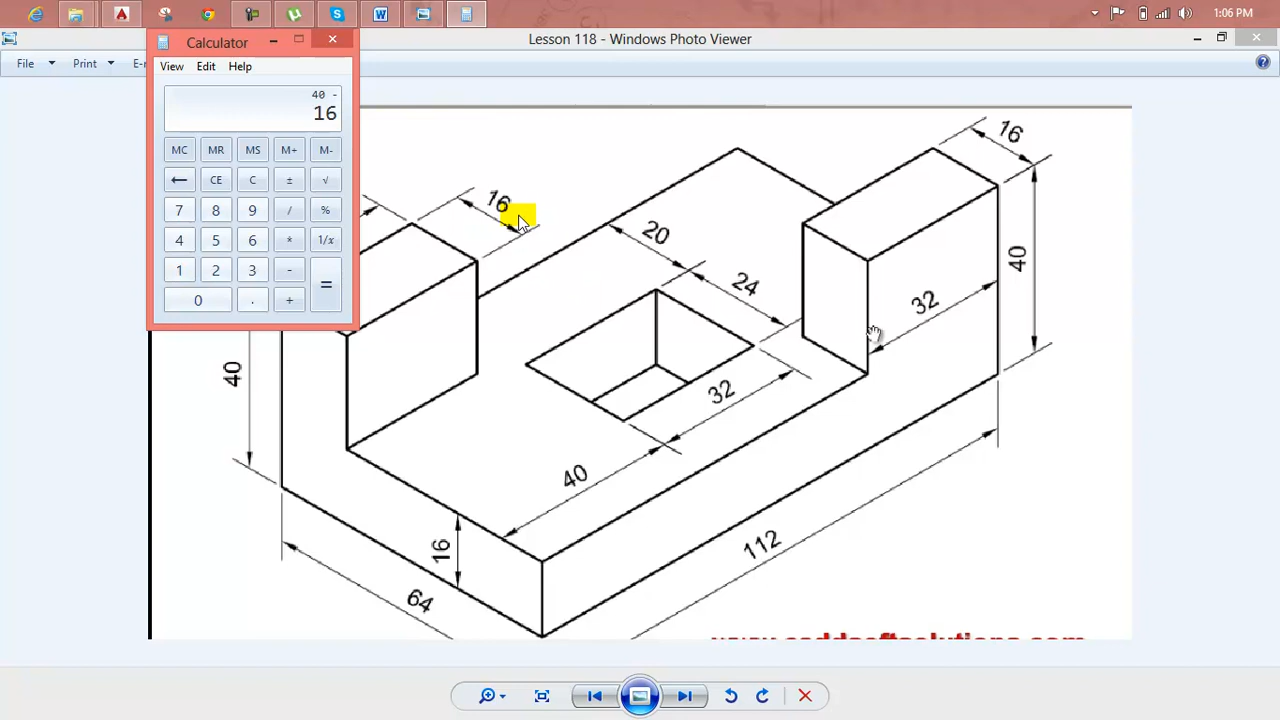 1:06 PM
Lesson 118 - Windows Photo Viewer
Calculator
File Print E-m
View Edit Help
40 -
16
MC MR MS M+ M-
← CE C ± √
7 8 9 / %
4 5 6 * 1/x
1 2 3 - =
0 . +
16
16
20
24
40
32
40
32
40
16
112
64